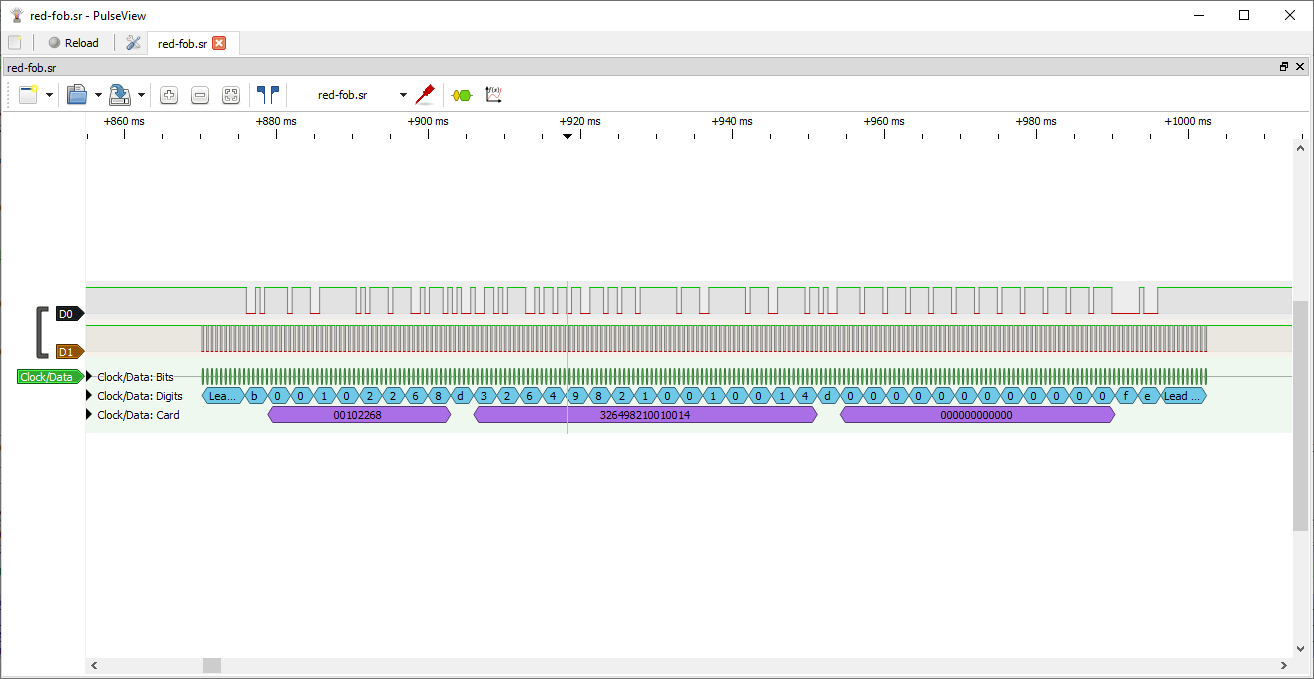 red-fob.sr - PulseView
Reload
red-fob.sr
red-fob.sr
red-fob.sr
f(x)
+860 ms +880 ms +900 ms +920 ms +940 ms +960 ms +980 ms +1000 ms
D0
D1
Clock/Data
Clock/Data: Bits
Clock/Data: Digits Lea... b 0 0 1 0 2 2 6 8 d 3 2 6 4 9 8 2 1 0 0 1 0 0 1 4 d 0 0 0 0 0 0 0 0 0 0 0 0 f e Lead ...
Clock/Data: Card 00102268 326498210010014 000000000000